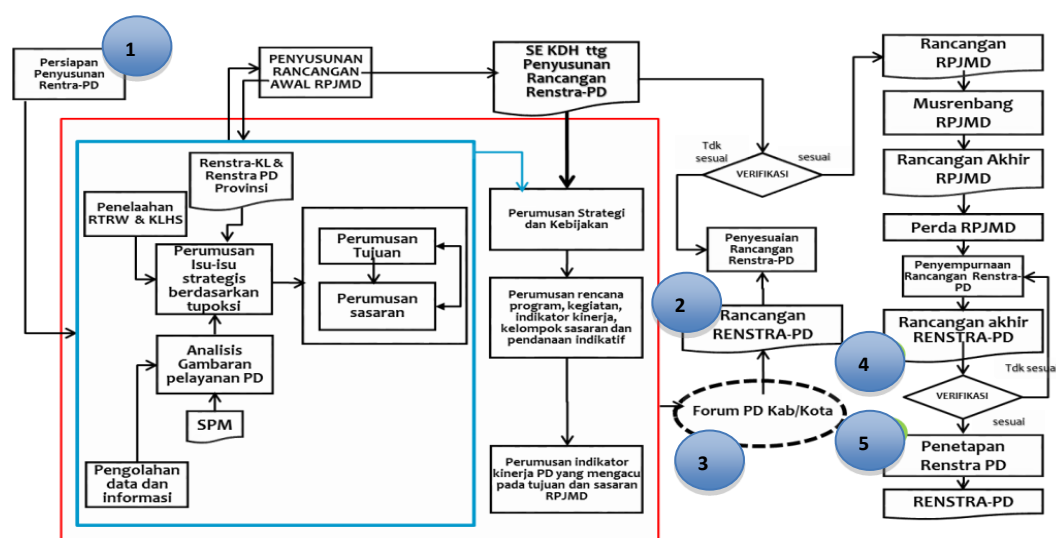 1
Persiapan
Penyusunan
Rentra-PD
PENYUSUNAN
RANCANGAN
AWAL RPJMD
SE KDH ttg
Penyusunan
Rancangan
Renstra-PD
Rancangan
RPJMD
Musrenbang
RPJMD
Rancangan Akhir
RPJMD
Perda RPJMD
Penyempurnaan
Rancangan Renstra-
PD
Rancangan akhir
RENSTRA-PD
4
Tdk sesuai
VERIFIKASI
sesuai
5
Penetapan
Renstra PD
RENSTRA-PD
Tdk
sesuai
sesuai
VERIFIKASI
Penyesuaian
Rancangan
Renstra-PD
2
Rancangan
RENSTRA-PD
Forum PD Kab/Kota
3
Renstra-KL &
Renstra PD
Provinsi
Penelaahan
RTRW & KLHS
Perumusan
Isu-isu
strategis
berdasarkan
tupoksi
Perumusan
Tujuan
Perumusan
sasaran
Analisis
Gambaran
pelayanan PD
SPM
Pengolahan
data dan
informasi
Perumusan Strategi
dan Kebijakan
Perumusan rencana
program, kegiatan,
indikator kinerja,
kelompok sasaran dan
pendanaan indikatif
Perumusan indikator
kinerja PD yang mengacu
pada tujuan dan sasaran
RPJMD